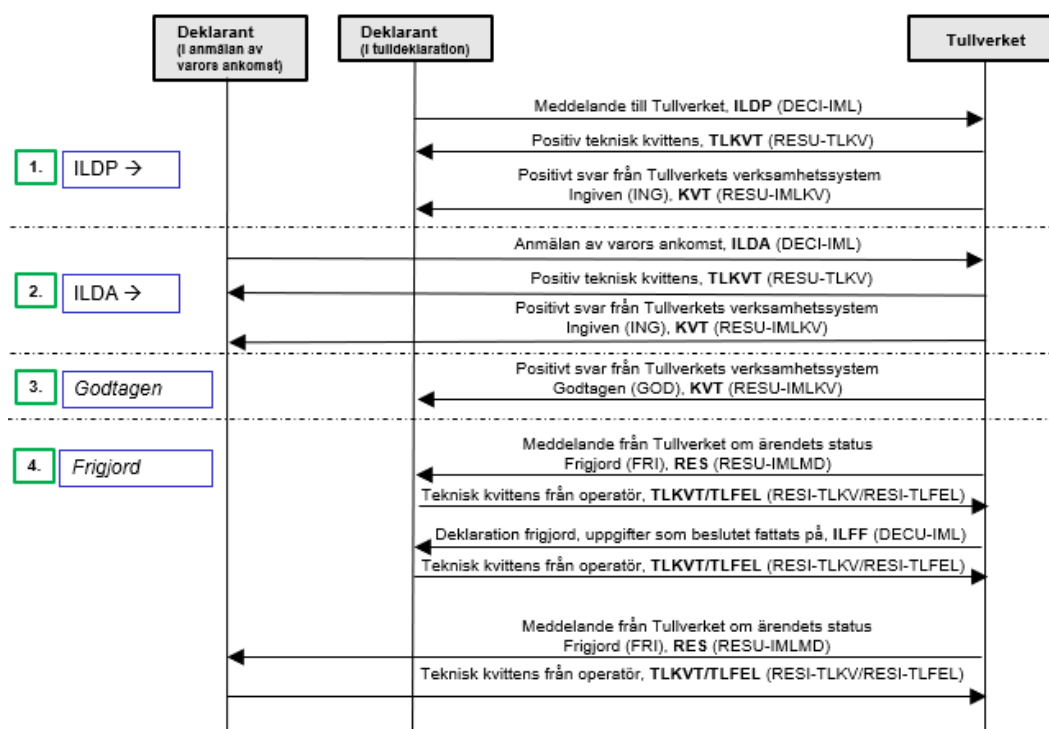 Deklarant
(I anmälan av
varors ankomst)
Deklarant
(I tulldeklaration)
Tullverket
Meddelande till Tullverket, ILDP (DECI-IML)
Positiv teknisk kvittens, TLKVT (RESU-TLKV)
1. ILDP →
Positivt svar från Tullverkets verksamhetssystem
Ingiven (ING), KVT (RESU-IMLKV)
Anmälan av varors ankomst, ILDA (DECI-IML)
Positiv teknisk kvittens, TLKVT (RESU-TLKV)
2. ILDA →
Positivt svar från Tullverkets verksamhetssystem
Ingiven (ING), KVT (RESU-IMLKV)
3. Godtagen
Positivt svar från Tullverkets verksamhetssystem
Godtagen (GOD), KVT (RESU-IMLKV)
4. Frigjord
Meddelande från Tullverket om ärendets status
Frigjord (FRI), RES (RESU-IMLMD)
Teknisk kvittens från operatör, TLKVT/TLFEL (RESI-TLKV/RESI-TLFEL)
Deklaration frigjord, uppgifter som beslutet fattats på, ILFF (DECU-IML)
Teknisk kvittens från operatör, TLKVT/TLFEL (RESI-TLKV/RESI-TLFEL)
Meddelande från Tullverket om ärendets status
Frigjord (FRI), RES (RESU-IMLMD)
Teknisk kvittens från operatör, TLKVT/TLFEL (RESI-TLKV/RESI-TLFEL)